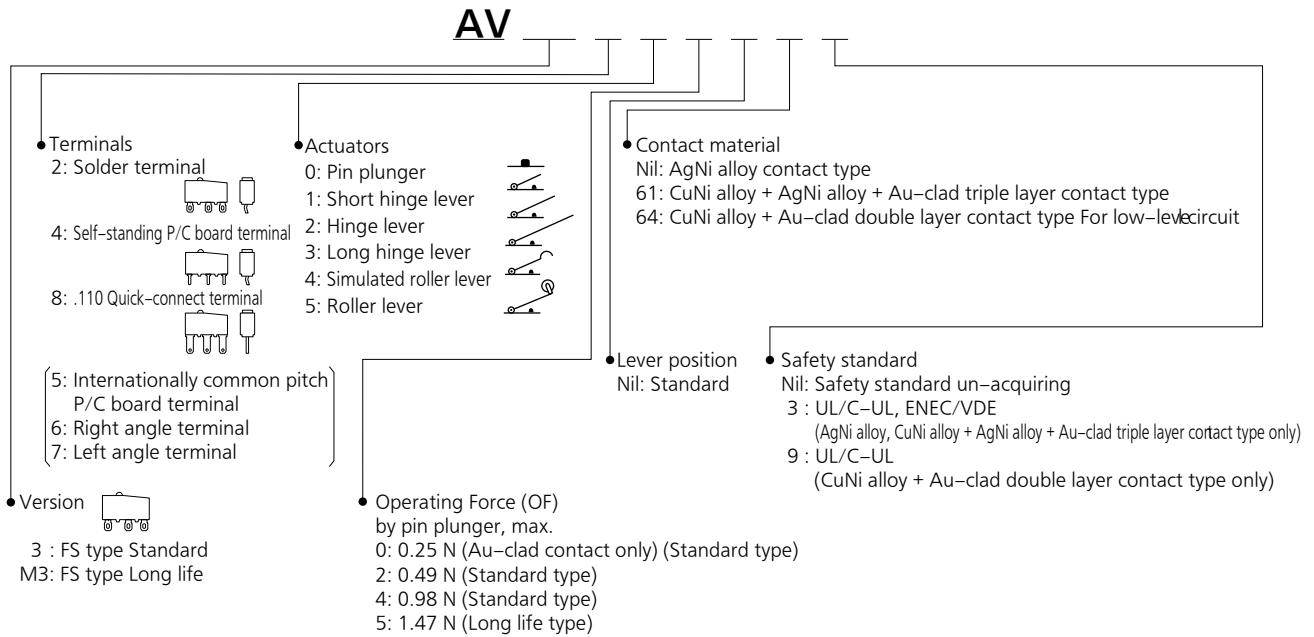 AV
Terminals
2: Solder terminal
4: Self-standing P/C board terminal
8: .110 Quick-connect terminal
5: Internationally common pitch
P/C board terminal
6: Right angle terminal
7: Left angle terminal
Actuators
0: Pin plunger
1: Short hinge lever
2: Hinge lever
3: Long hinge lever
4: Simulated roller lever
5: Roller lever
Contact material
Nil: AgNi alloy contact type
61: CuNi alloy + AgNi alloy + Au-clad triple layer contact type
64: CuNi alloy + Au-clad double layer contact type For low-level circuit
Lever position
Nil: Standard
Safety standard
Nil: Safety standard un-acquiring
3 : UL/C-UL, ENEC/VDE
(AgNi alloy, CuNi alloy + AgNi alloy + Au-clad triple layer contact type only)
9 : UL/C-UL
(CuNi alloy + Au-clad double layer contact type only)
Version
3 : FS type Standard
M3: FS type Long life
Operating Force (OF)
by pin plunger, max.
0: 0.25 N (Au-clad contact only) (Standard type)
2: 0.49 N (Standard type)
4: 0.98 N (Standard type)
5: 1.47 N (Long life type)